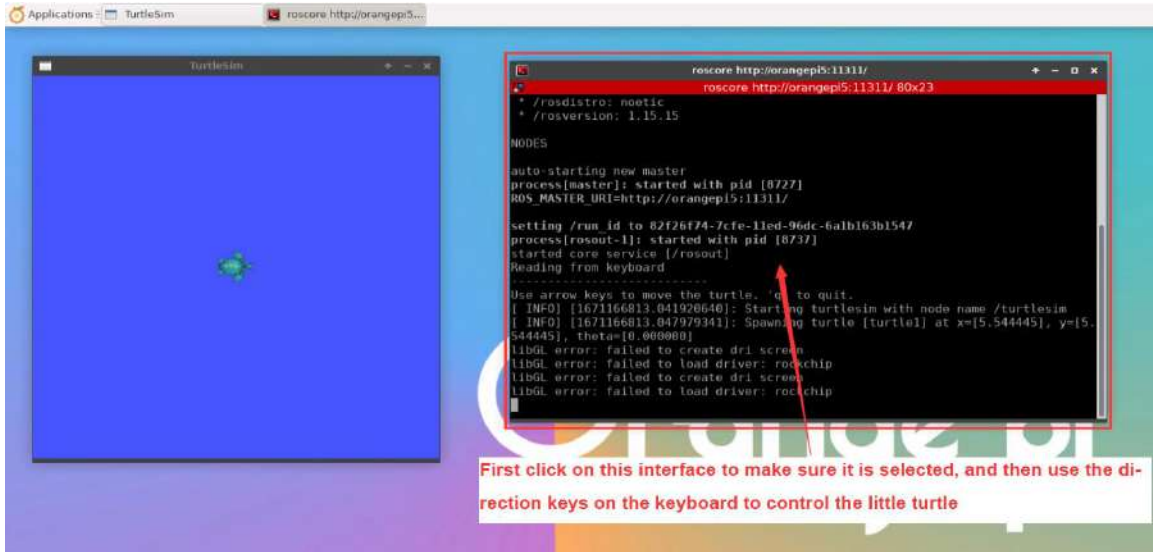 Applications
TurtleSim
roscore http://orangepi5...
TurtleSim
roscore http://orangepi5:11311/
roscore http://orangepi5:11311/ 80x23
* /rosdistro: noetic
* /rosversion: 1.15.15
NODES
auto-starting new master
process[master]: started with pid [8727]
ROS_MASTER_URI=http://orangepi5:11311/
setting /run_id to 82f26f74-7cfe-11ed-96dc-6a1b163b1547
process[rosout-1]: started with pid [8737]
started core service [/rosout]
Reading from keyboard
---------------------------
Use arrow keys to move the turtle. 'q' to quit.
[ INFO] [1671166813.041920640]: Starting turtlesim with node name /turtlesim
[ INFO] [1671166813.047979341]: Spawning turtle [turtle1] at x=[5.544445], y=[5.
544445], theta=[0.000000]
libGL error: failed to create dri screen
libGL error: failed to load driver: rockchip
libGL error: failed to create dri screen
libGL error: failed to load driver: rockchip
Orange Pi
First click on this interface to make sure it is selected, and then use the di-
rection keys on the keyboard to control the little turtle